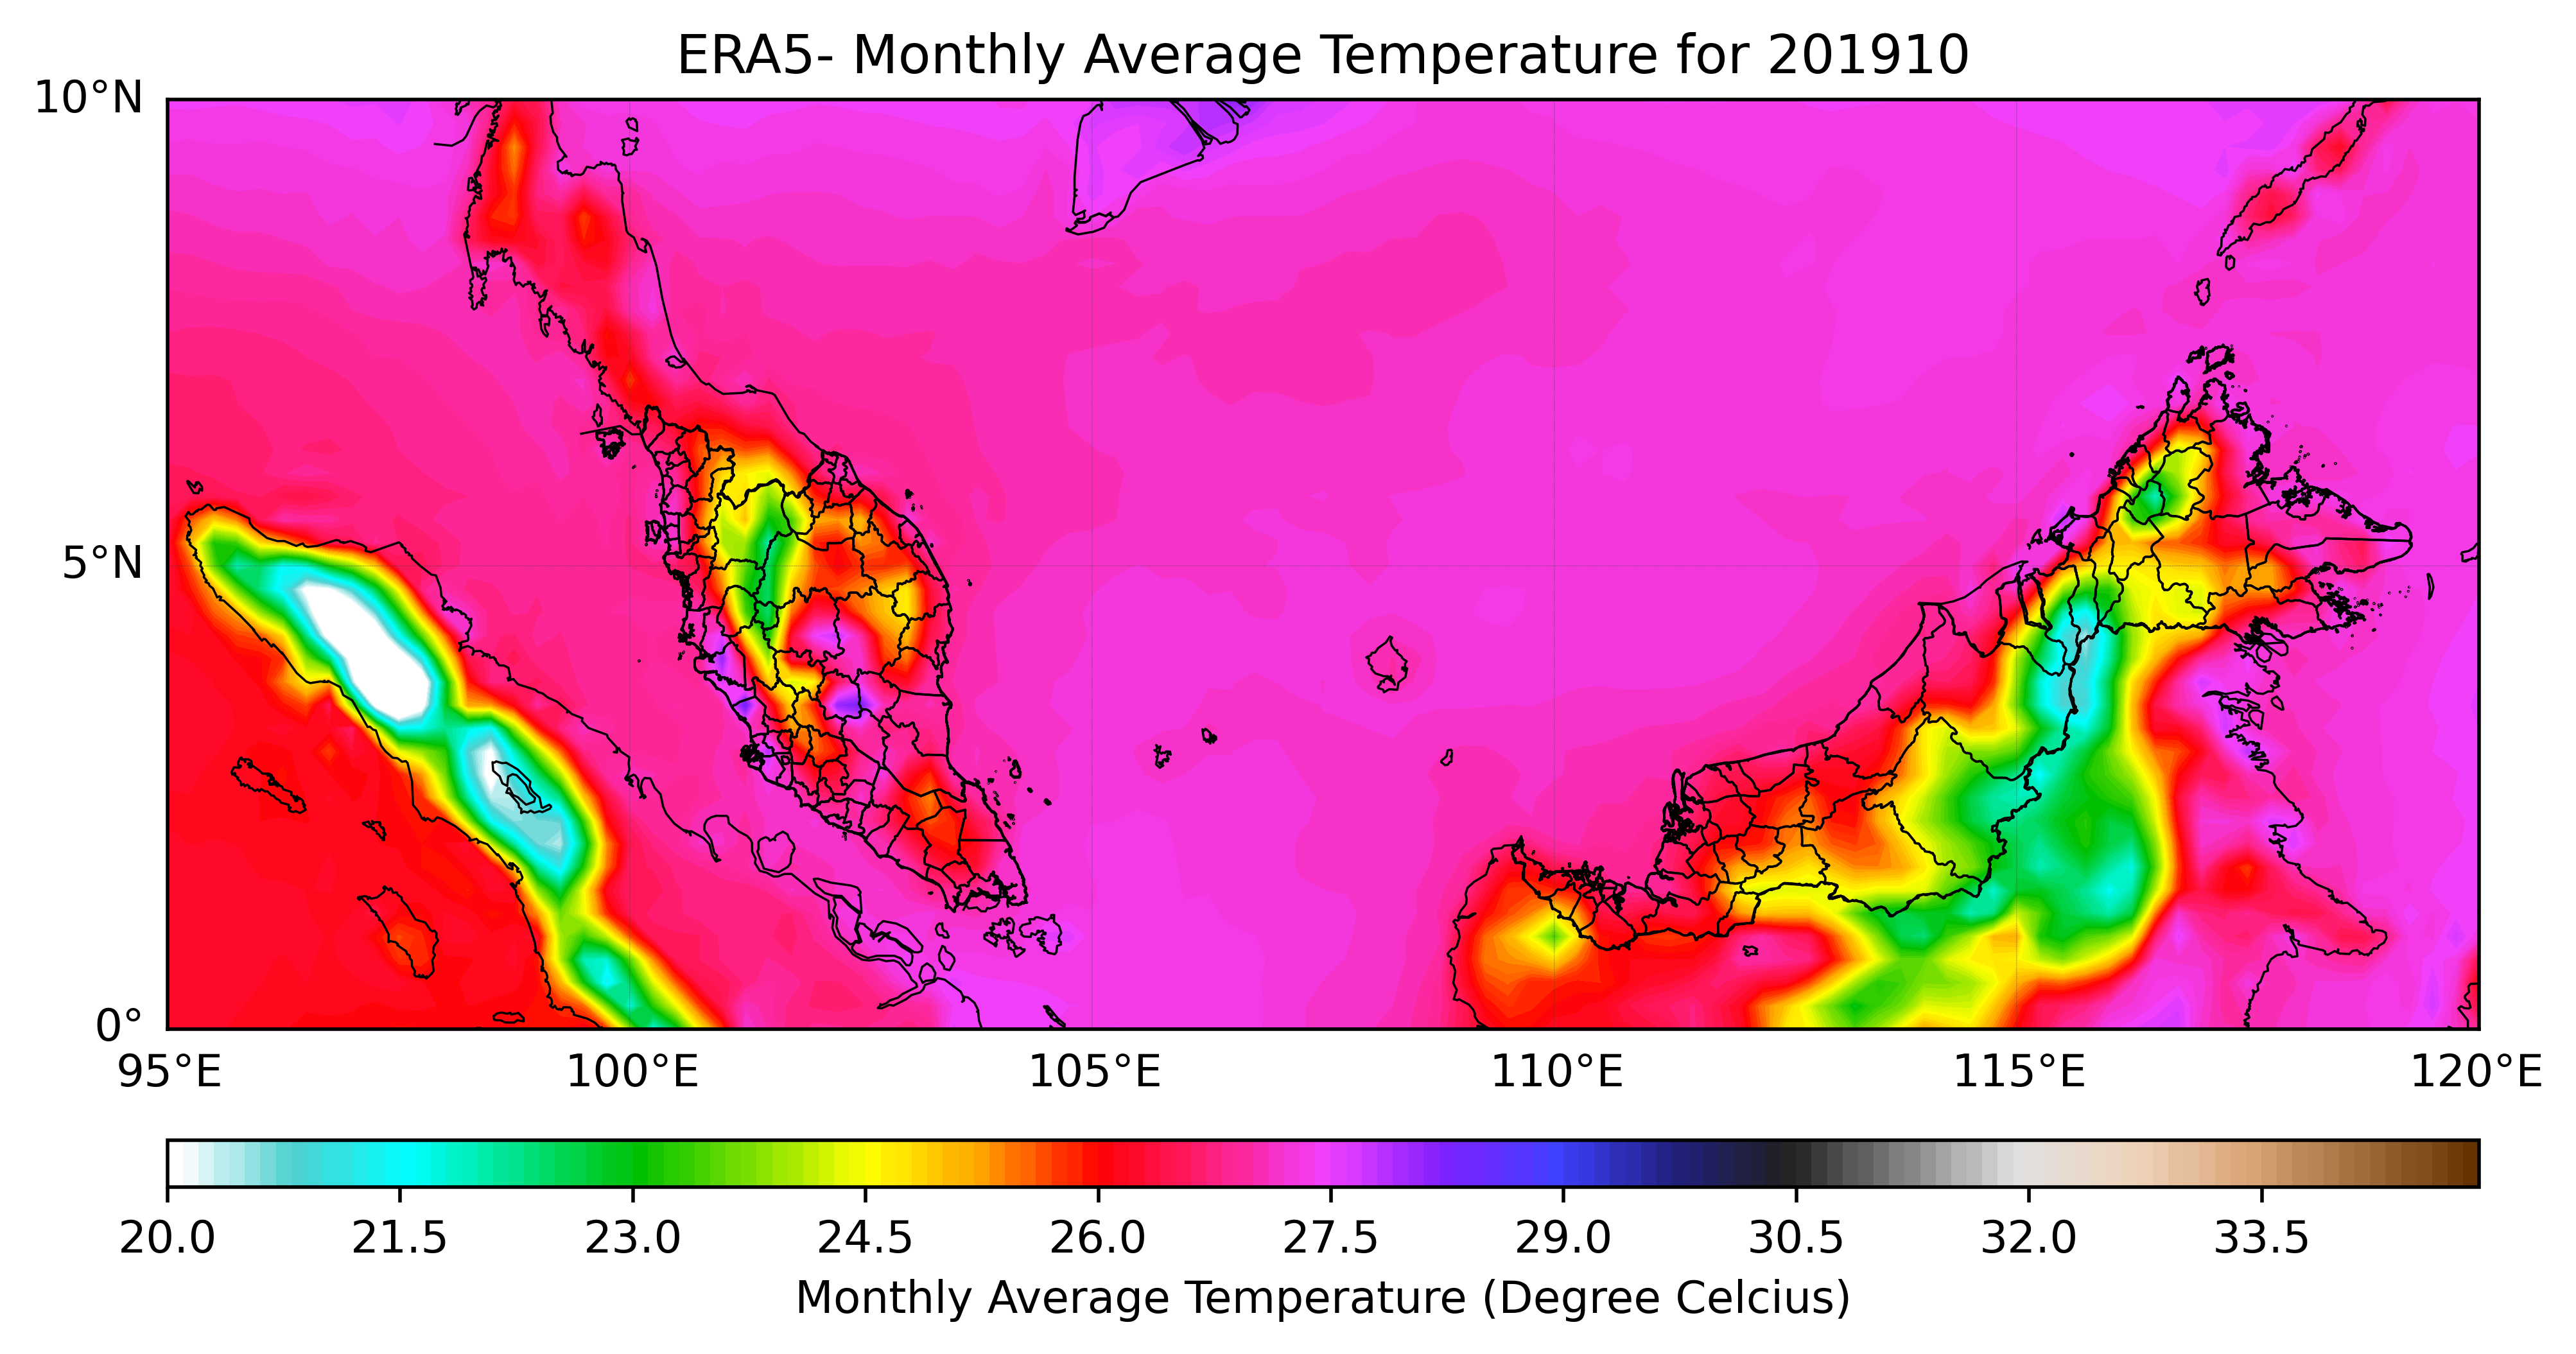 ERA5- Monthly Average Temperature for 201910
10°N
5°N
0°
95°E 100°E 105°E 110°E 115°E 120°E
20.0 21.5 23.0 24.5 26.0 27.5 29.0 30.5 32.0 33.5
Monthly Average Temperature (Degree Celcius)